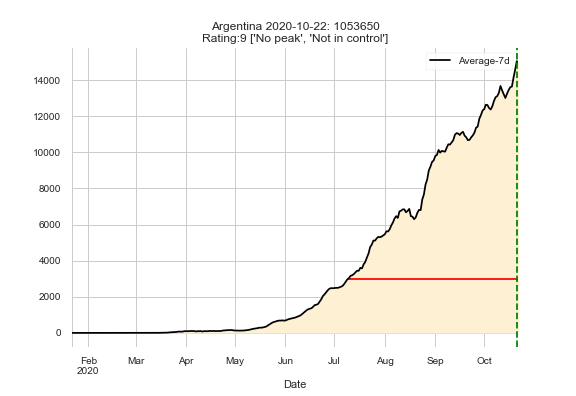 Argentina 2020-10-22: 1053650
Rating:9 ['No peak', 'Not in control']
Average-7d
14000
12000
10000
8000
6000
4000
2000
0
Feb Mar Apr May Jun Jul Aug Sep Oct
2020
Date